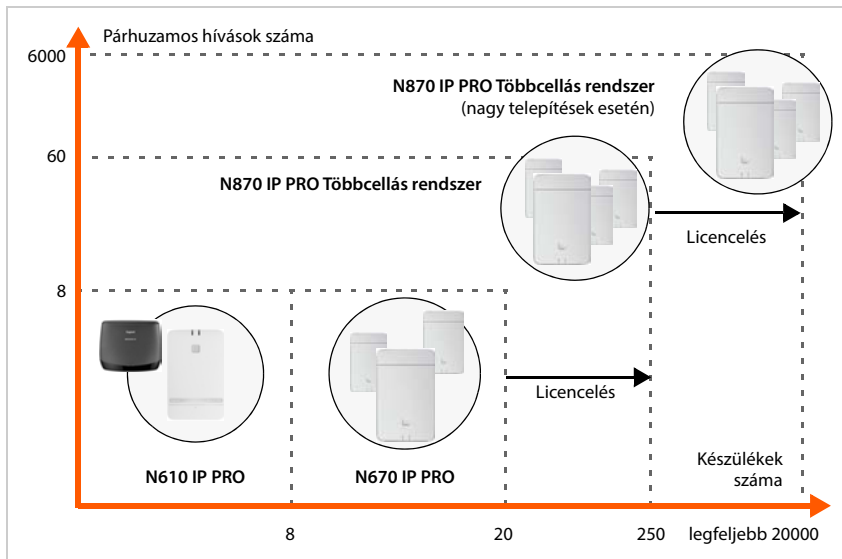 Párhuzamos hívások száma
6000
N870 IP PRO Többcellás rendszer
(nagy telepítések esetén)
60
N870 IP PRO Többcellás rendszer
Licencelés
8
Licencelés
N610 IP PRO
N670 IP PRO
Készülékek
száma
8
20
250
legfeljebb 20000